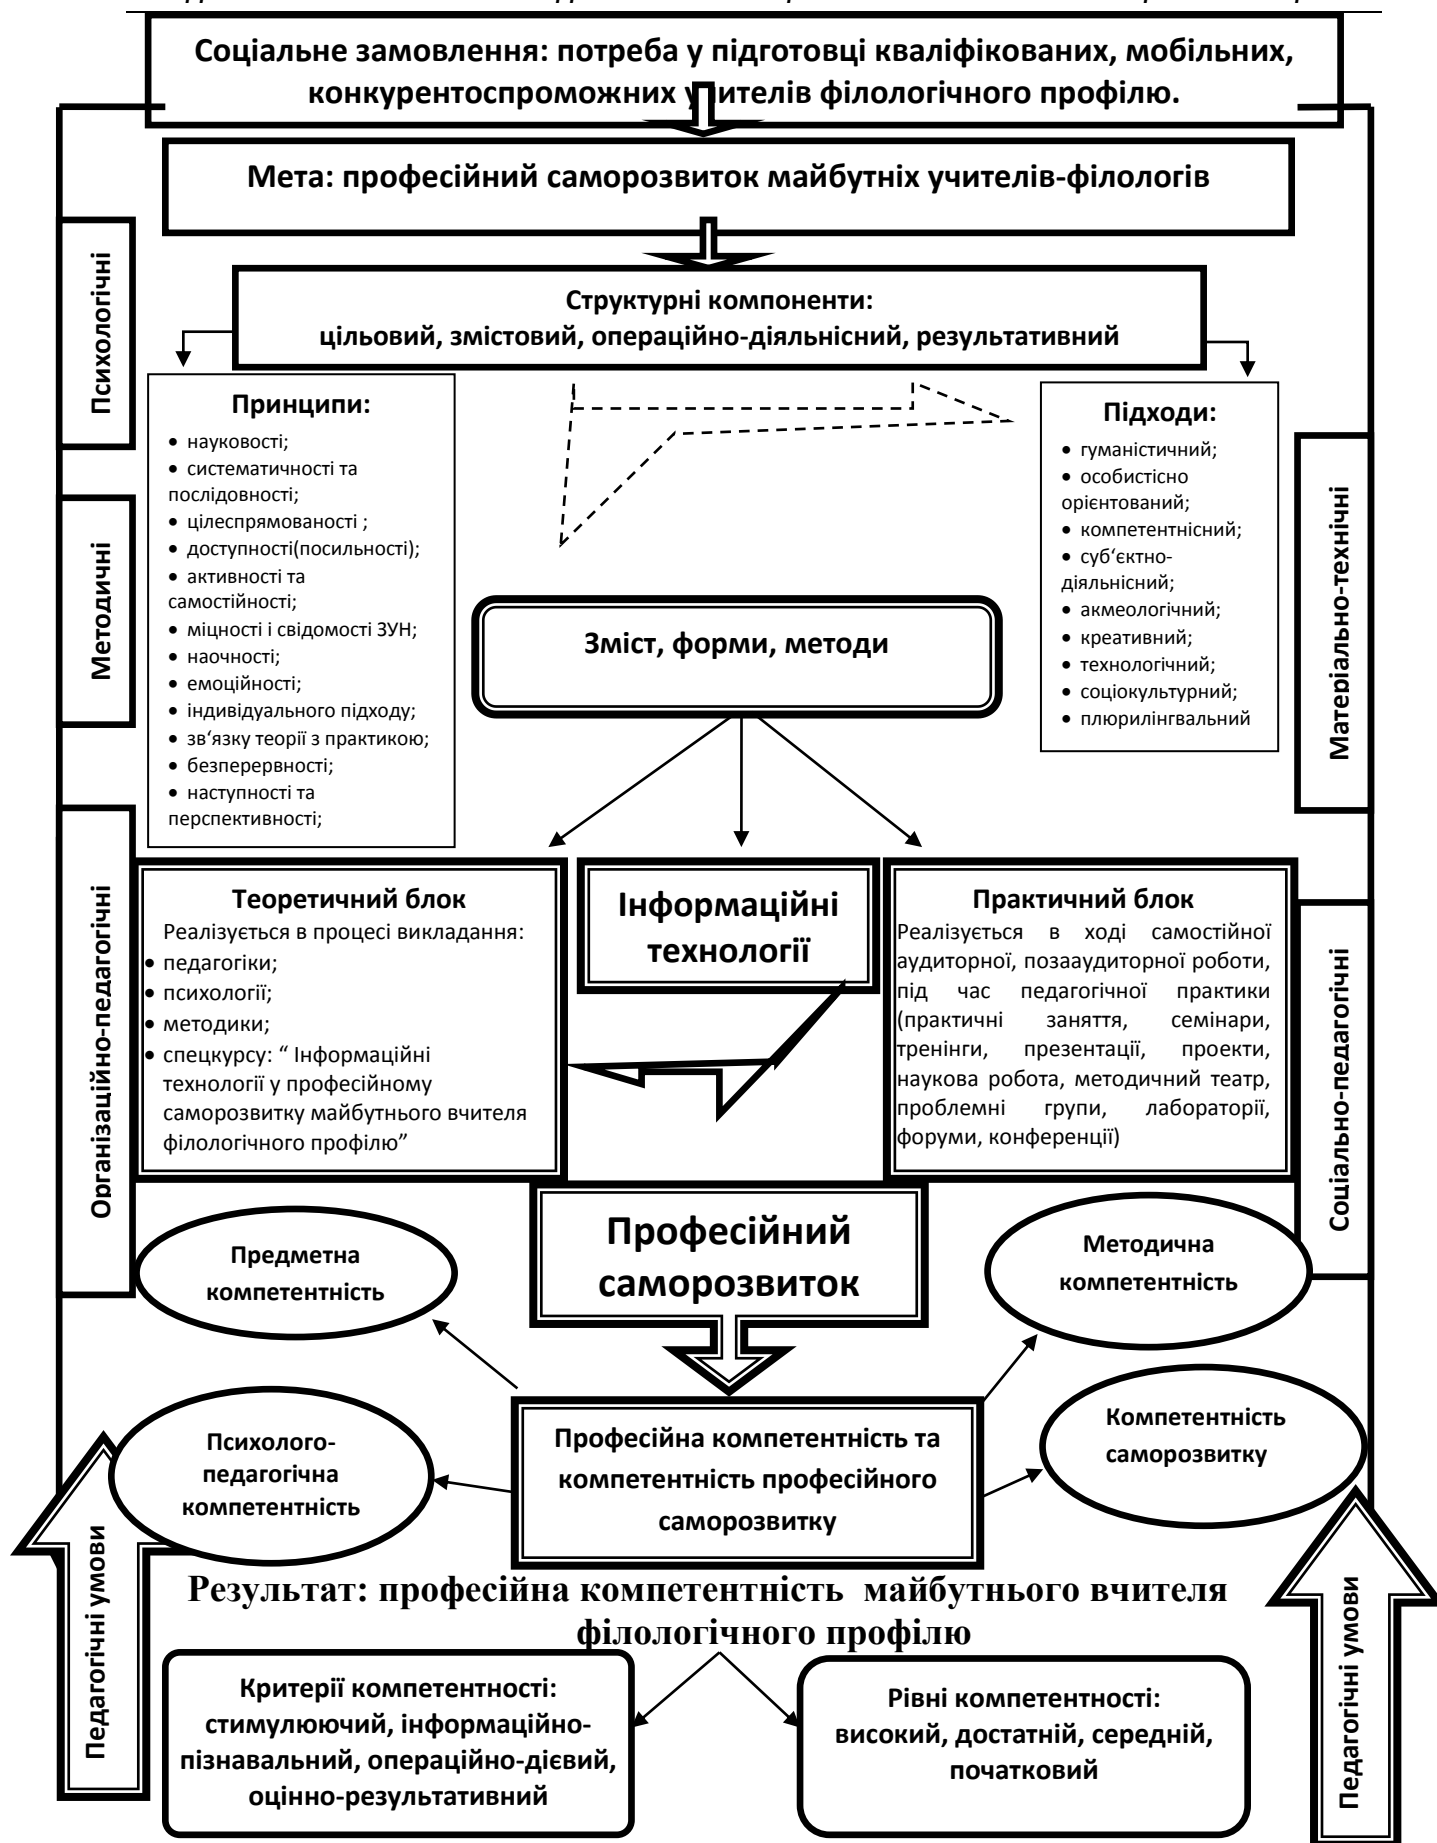 Соціальне замовлення: потреба у підготовці кваліфікованих, мобільних,
конкурентоспроможних учителів філологічного профілю.
Мета: професійний саморозвиток майбутніх учителів-філологів
Структурні компоненти:
цільовий, змістовий, операційно-діяльнісний, результативний
Психологічні
Методичні
Організаційно-педагогічні
Принципи:
• науковості;
• систематичності та
послідовності;
• цілеспрямованості ;
• доступності(посильності);
• активності та
самостійності;
• міцності і свідомості ЗУН;
• наочності;
• емоційності;
• індивідуального підходу;
• зв‘язку теорії з практикою;
• безперервності;
• наступності та
перспективності;
Підходи:
• гуманістичний;
• особистісно
орієнтований;
• компетентнісний;
• суб‘єктно-
діяльнісний;
• акмеологічний;
• креативний;
• технологічний;
• соціокультурний;
• плюрилінгвальний
Матеріально-технічні
Соціально-педагогічні
Зміст, форми, методи
Теоретичний блок
Реалізується в процесі викладання:
• педагогіки;
• психології;
• методики;
• спецкурсу: “ Інформаційні
технології у професійному
саморозвитку майбутнього вчителя
філологічного профілю”
Інформаційні
технології
Практичний блок
Реалізується в ході самостійної
аудиторної, позааудиторної роботи,
під час педагогічної практики
(практичні заняття, семінари,
тренінги, презентації, проекти,
наукова робота, методичний театр,
проблемні групи, лабораторії,
форуми, конференції)
Професійний
саморозвиток
Предметна
компетентність
Методична
компетентність
Психолого-
педагогічна
компетентність
Професійна компетентність та
компетентність професійного
саморозвитку
Компетентність
саморозвитку
Педагогічні умови
Педагогічні умови
Результат: професійна компетентність майбутнього вчителя
філологічного профілю
Критерії компетентності:
стимулюючий, інформаційно-
пізнавальний, операційно-дієвий,
оцінно-результативний
Рівні компетентності:
високий, достатній, середній,
початковий